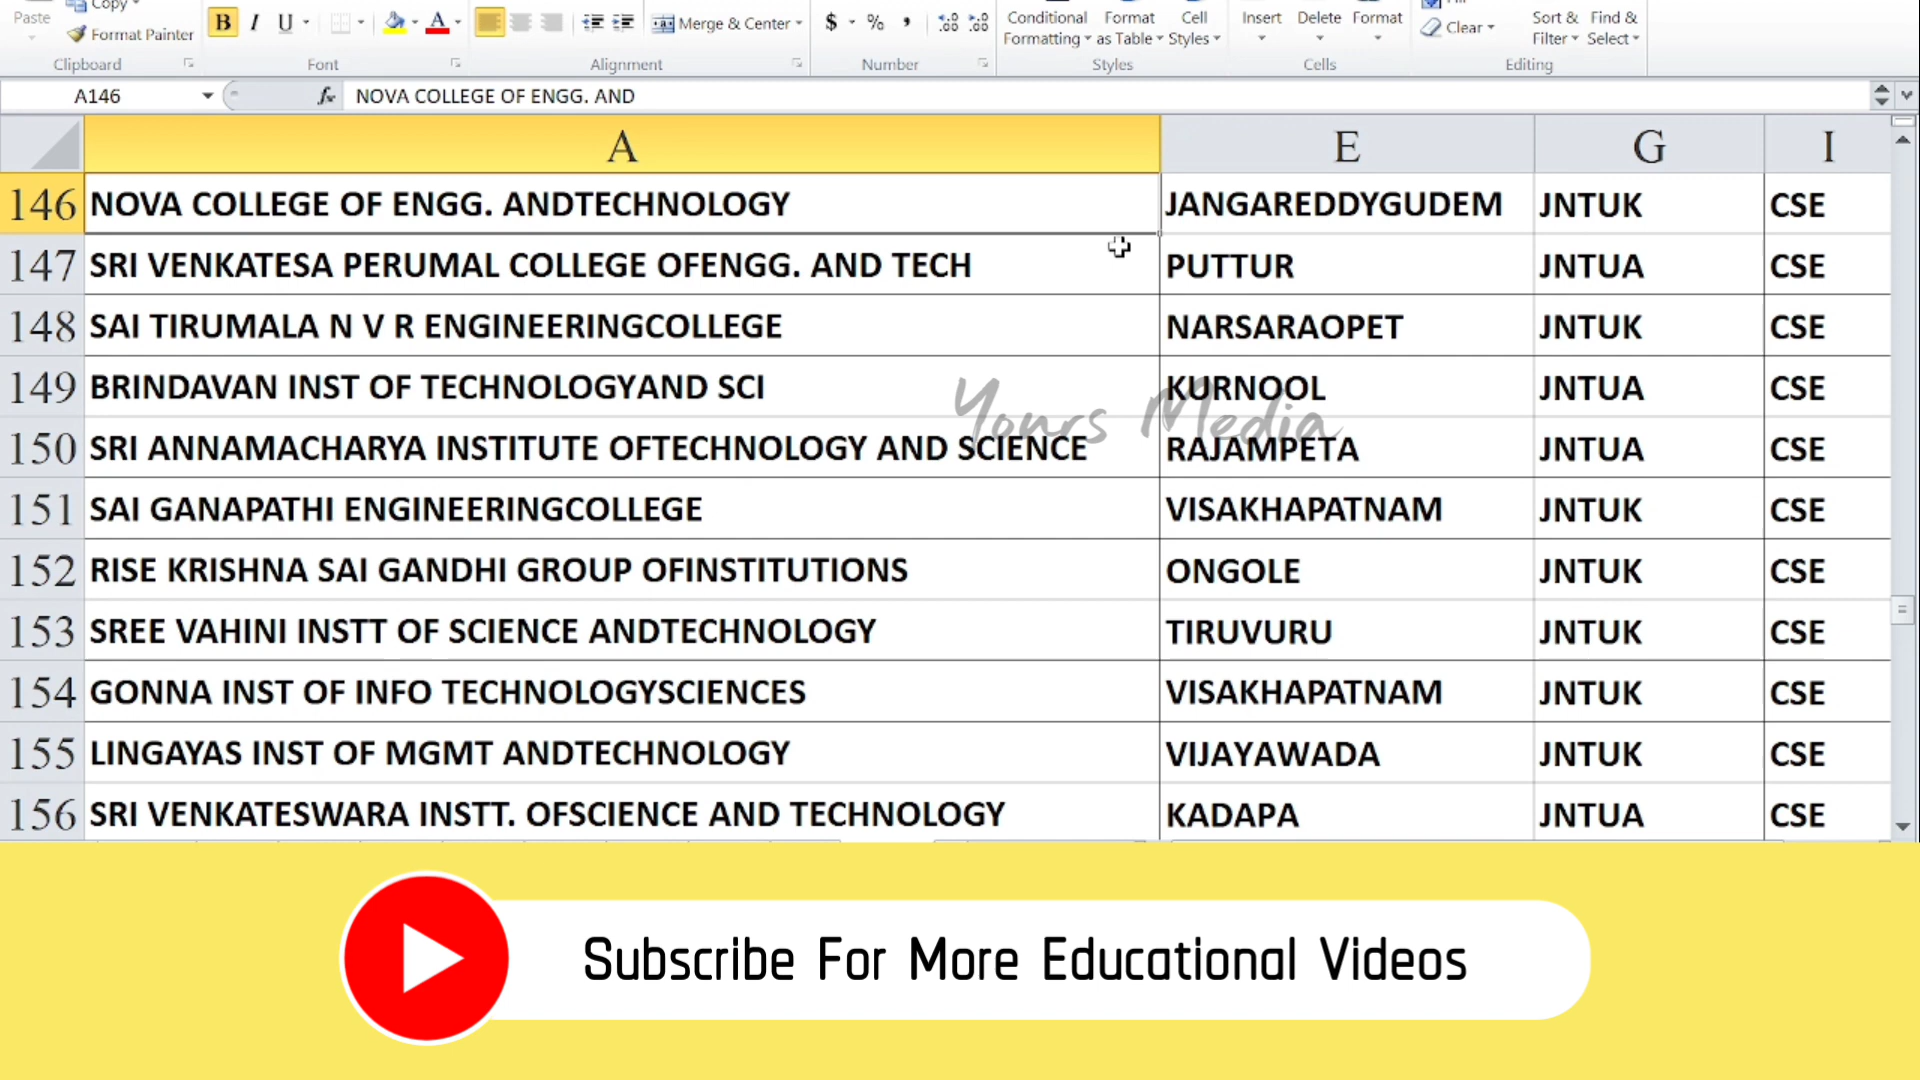 Copy
Fill
Paste
Format Painter
B I U
Merge & Center
$ % ,
Conditional Formatting
Format as Table
Cell Styles
Insert
Delete
Format
Clear
Sort & Filter
Find & Select
Clipboard
Font
Alignment
Number
Styles
Cells
Editing
A146 fx NOVA COLLEGE OF ENGG. AND
A E G I
146 NOVA COLLEGE OF ENGG. ANDTECHNOLOGY JANGAREDDYGUDEM JNTUK CSE
147 SRI VENKATESA PERUMAL COLLEGE OFENGG. AND TECH PUTTUR JNTUA CSE
148 SAI TIRUMALA N V R ENGINEERINGCOLLEGE NARSARAOPET JNTUK CSE
149 BRINDAVAN INST OF TECHNOLOGYAND SCI KURNOOL JNTUA CSE
Yours Media
150 SRI ANNAMACHARYA INSTITUTE OFTECHNOLOGY AND SCIENCE RAJAMPETA JNTUA CSE
151 SAI GANAPATHI ENGINEERINGCOLLEGE VISAKHAPATNAM JNTUK CSE
152 RISE KRISHNA SAI GANDHI GROUP OFINSTITUTIONS ONGOLE JNTUK CSE
153 SREE VAHINI INSTT OF SCIENCE ANDTECHNOLOGY TIRUVURU JNTUK CSE
154 GONNA INST OF INFO TECHNOLOGYSCIENCES VISAKHAPATNAM JNTUK CSE
155 LINGAYAS INST OF MGMT ANDTECHNOLOGY VIJAYAWADA JNTUK CSE
156 SRI VENKATESWARA INSTT. OFSCIENCE AND TECHNOLOGY KADAPA JNTUA CSE
Subscribe For More Educational Videos